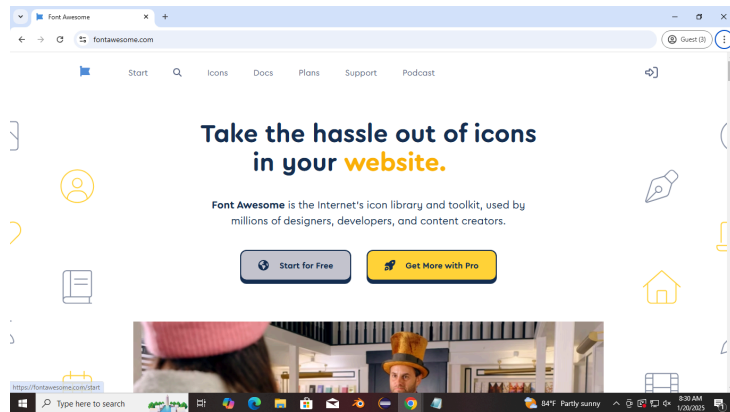 Font Awesome
fontawesome.com
Guest (3)
Start
Icons
Docs
Plans
Support
Podcast
Take the hassle out of icons
in your website.
Font Awesome is the Internet's icon library and toolkit, used by
millions of designers, developers, and content creators.
Start for Free
Get More with Pro
https://fontawesome.com/start
Type here to search
84°F Partly sunny
8:30 AM
1/20/2025